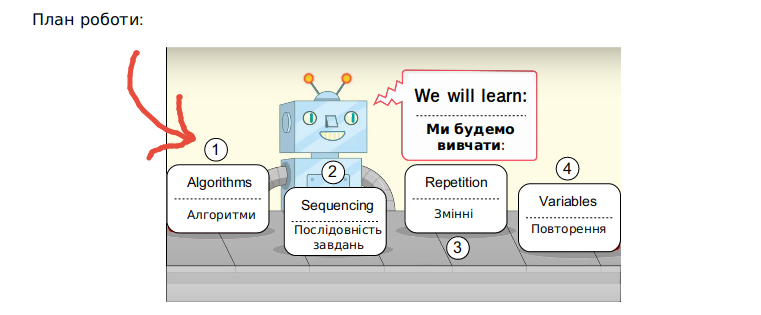 План роботи:
We will learn:
Ми будемо
вивчати:
1
Algorithms
Алгоритми
2
Sequencing
Послідовність
завдань
Repetition
Змінні
3
4
Variables
Повторення